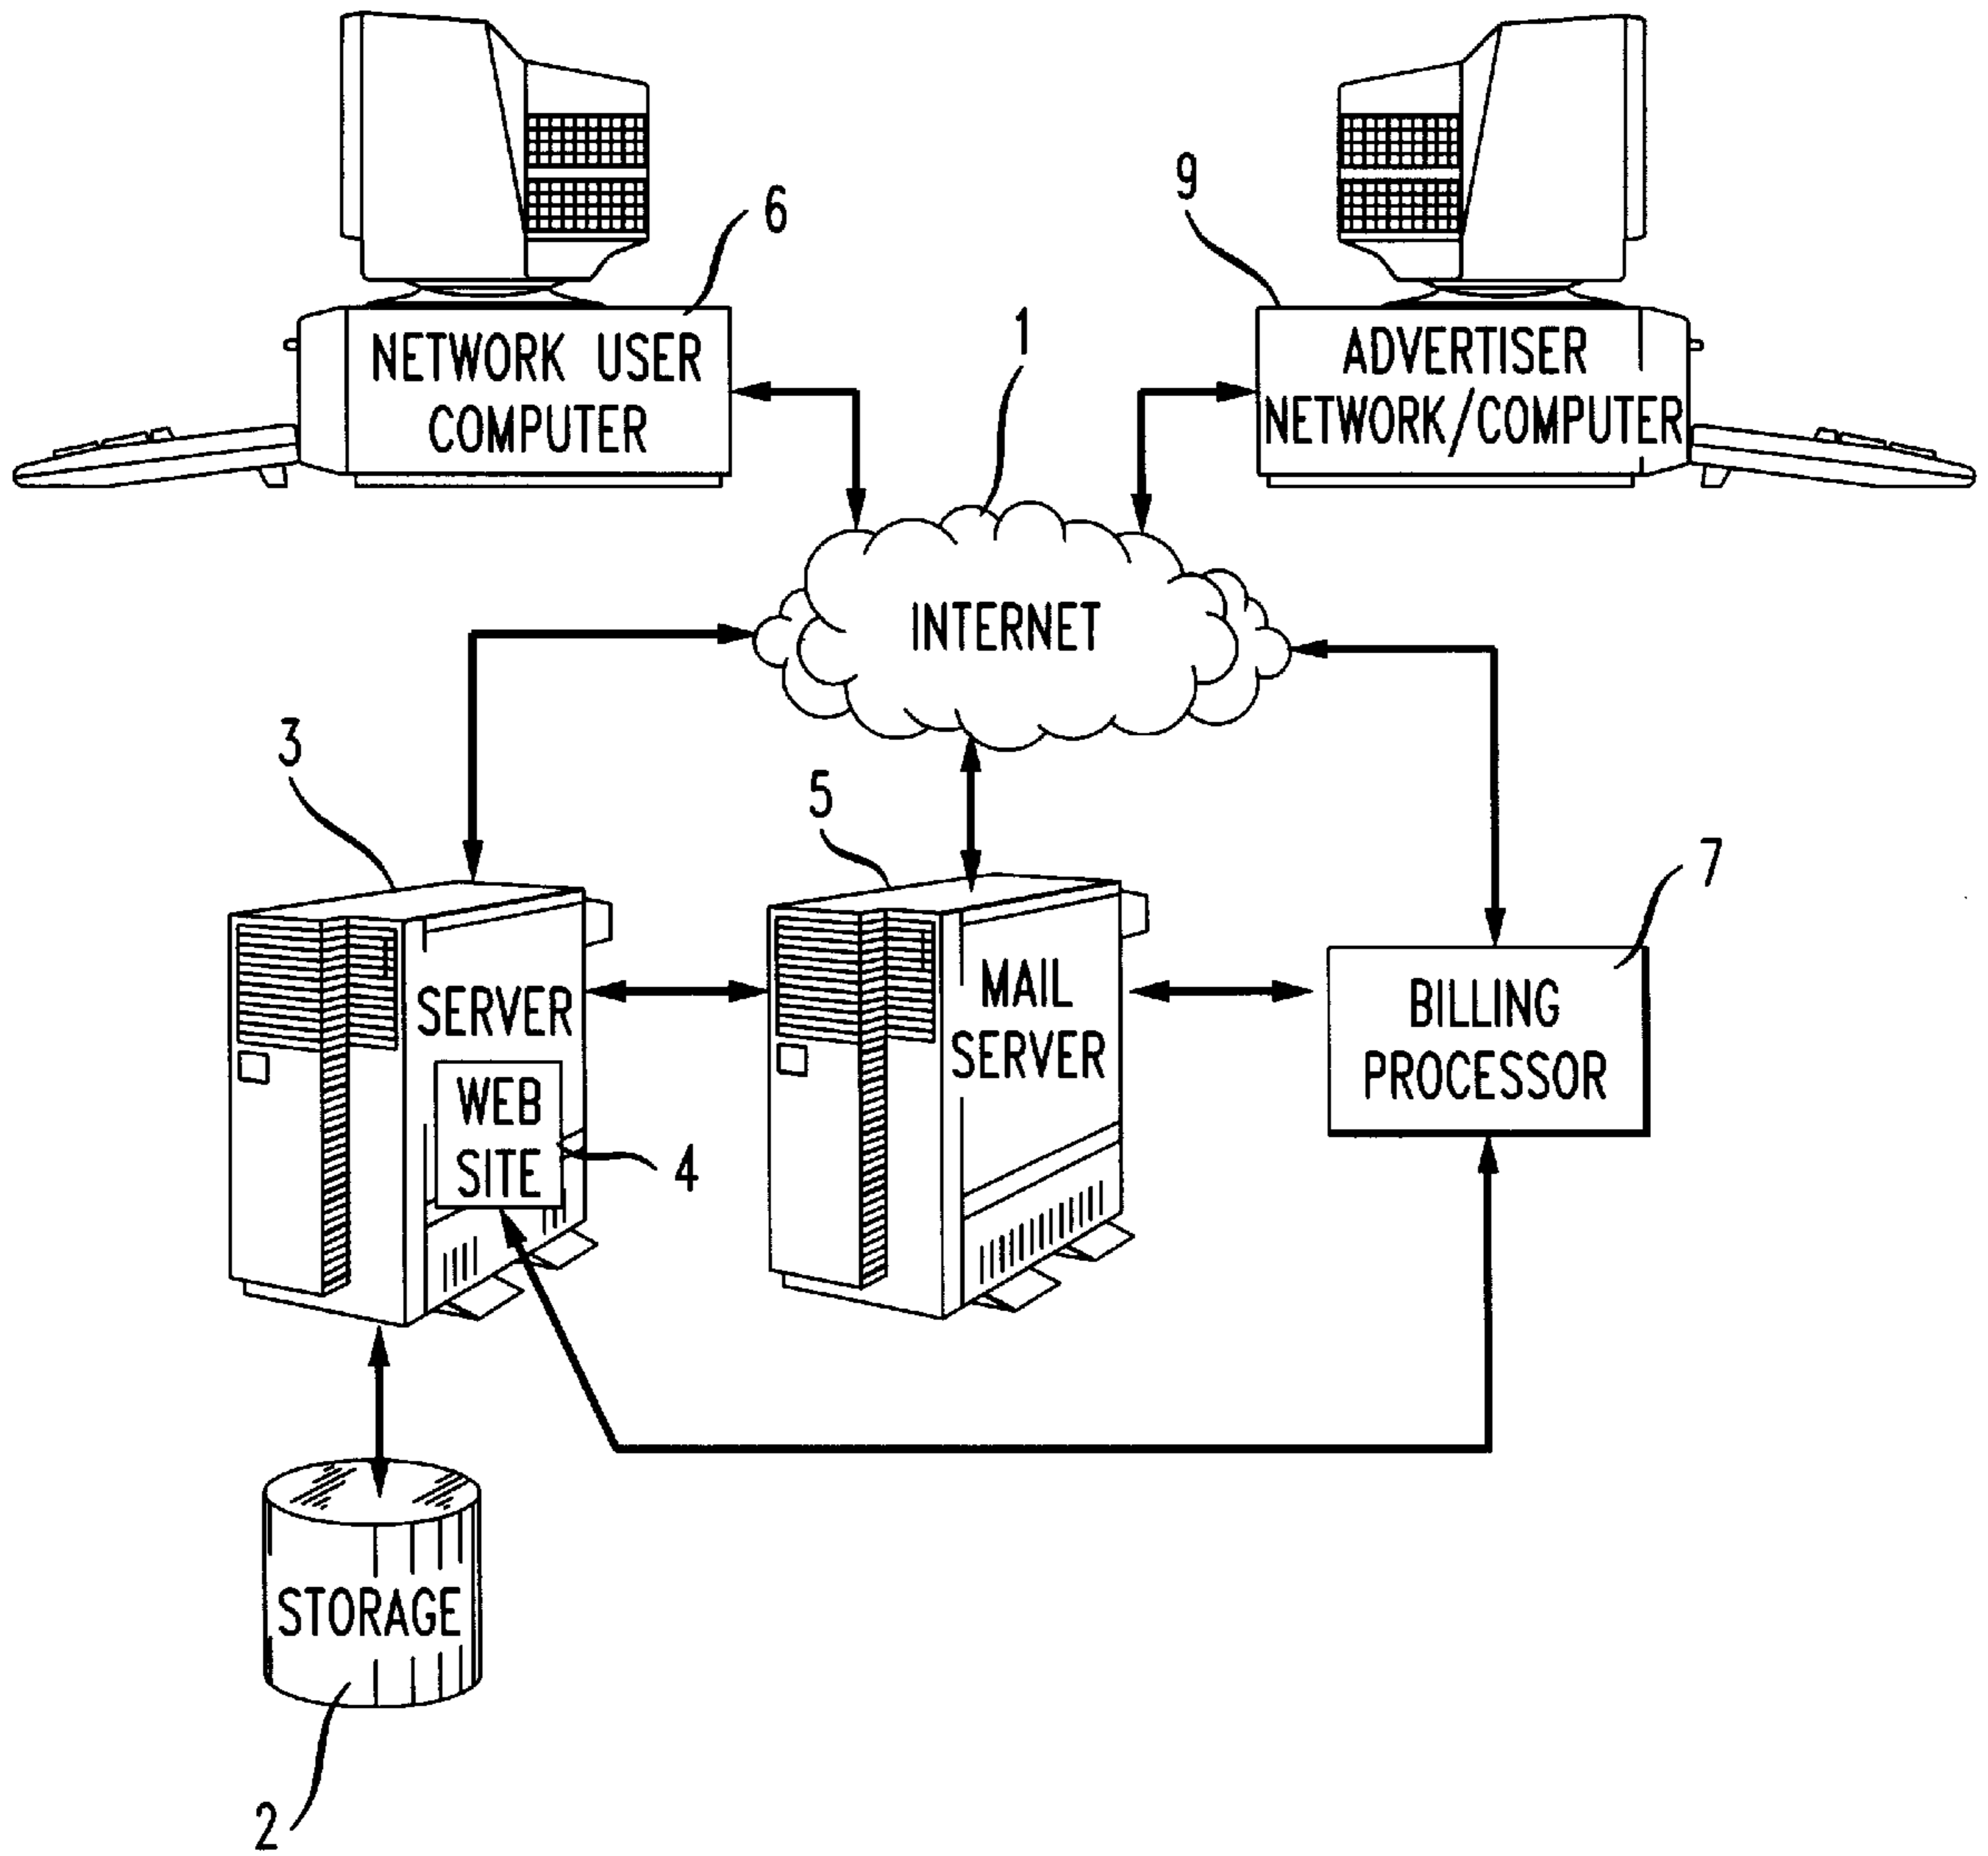 6
9
NETWORK USER
COMPUTER
1
ADVERTISER
NETWORK/COMPUTER
INTERNET
3
5
7
SERVER
MAIL
SERVER
BILLING
PROCESSOR
WEB
SITE
4
STORAGE
2